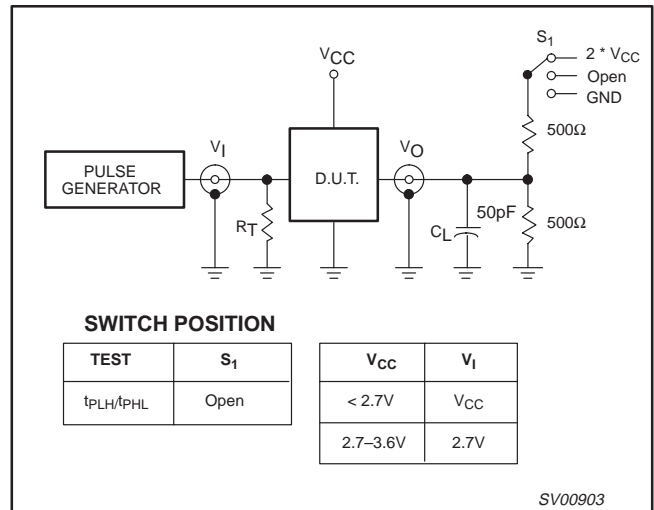 S1
2 * VCC
Open
GND
VCC
500Ω
VI
VO
PULSE
GENERATOR
D.U.T.
RT
50pF
CL
500Ω
SWITCH POSITION
TEST S1
tPLH/tPHL Open
VCC VI
< 2.7V VCC
2.7–3.6V 2.7V
SV00903